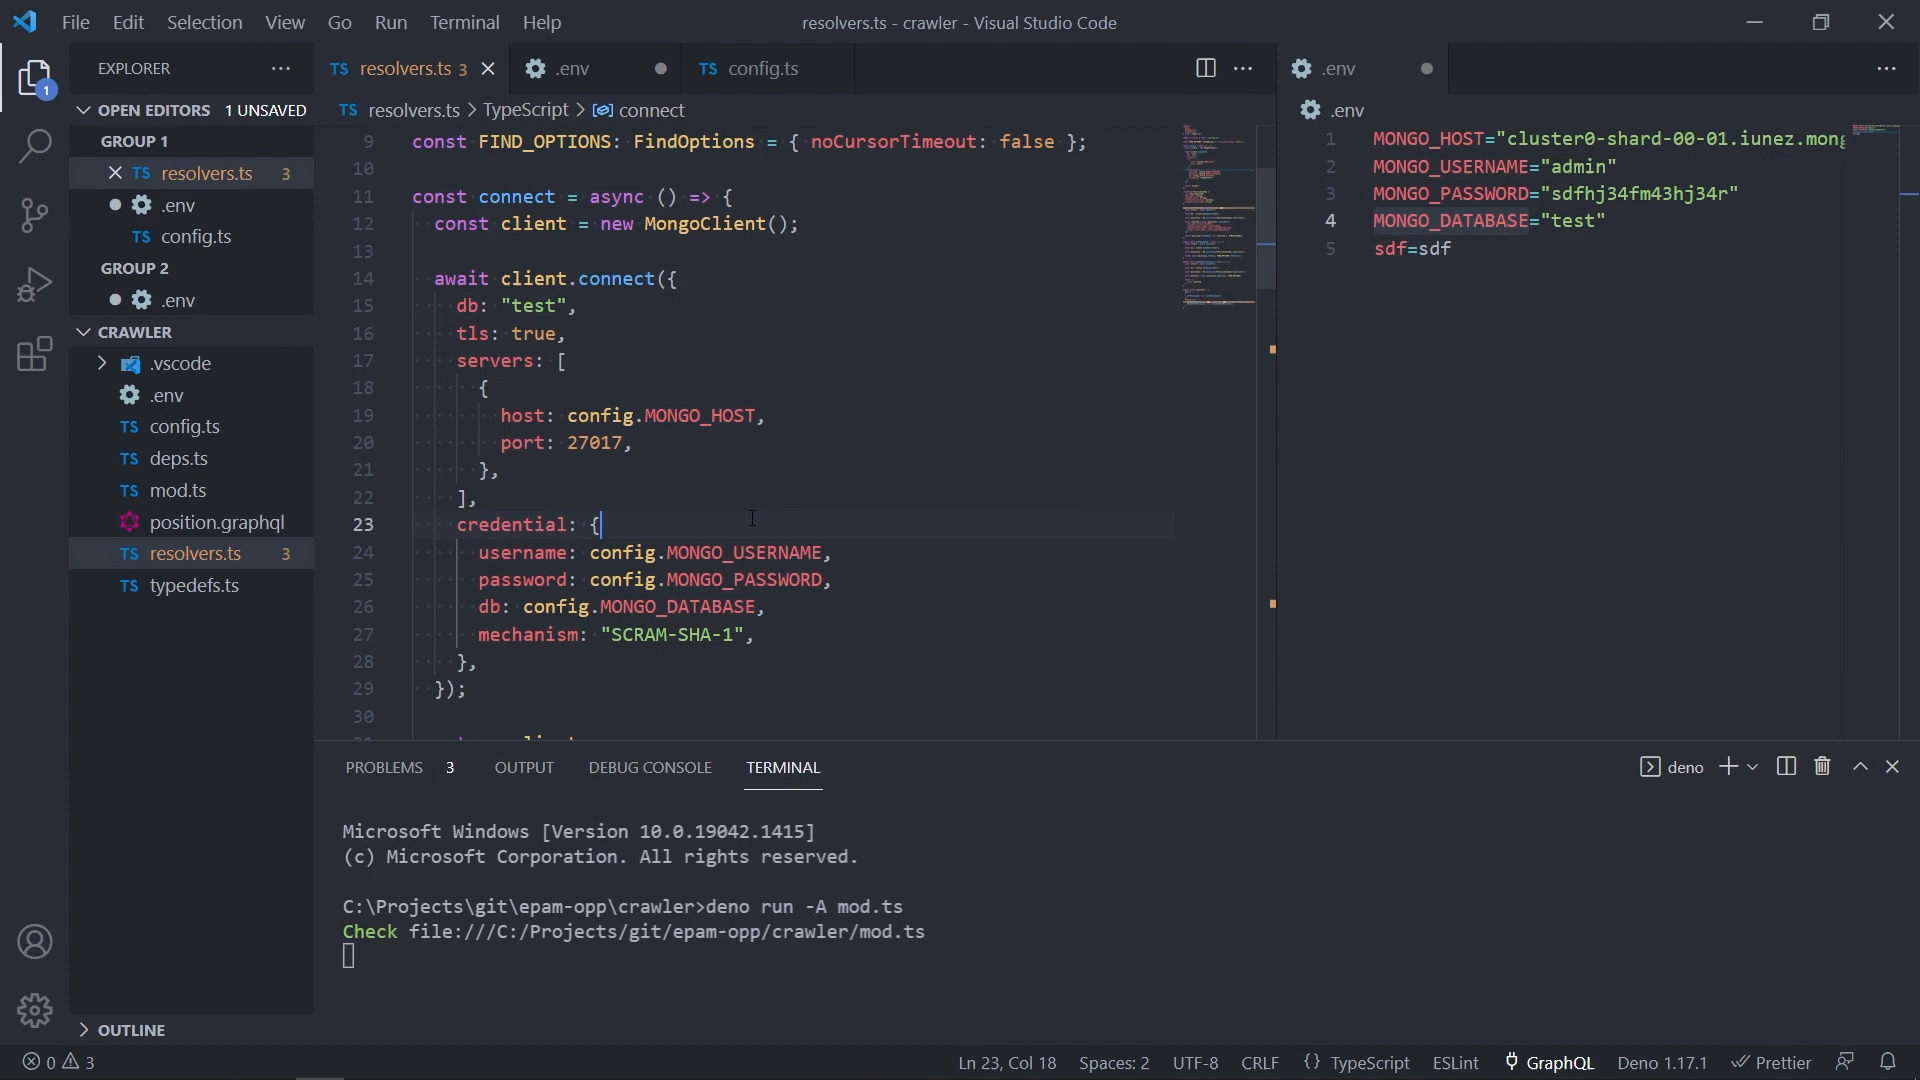 File Edit Selection View Go Run Terminal Help resolvers.ts - crawler - Visual Studio Code
EXPLORER
OPEN EDITORS 1 UNSAVED
GROUP 1
TS resolvers.ts 3
.env
TS config.ts
GROUP 2
.env
CRAWLER
.vscode
.env
TS config.ts
TS deps.ts
TS mod.ts
position.graphql
TS resolvers.ts 3
TS typedefs.ts
OUTLINE
1
TS resolvers.ts 3 .env TS config.ts
TS resolvers.ts > TypeScript > connect
9 const FIND_OPTIONS: FindOptions = { noCursorTimeout: false };
10
11 const connect = async () => {
12 const client = new MongoClient();
13
14 await client.connect({
15 db: "test",
16 tls: true,
17 servers: [
18 {
19 host: config.MONGO_HOST,
20 port: 27017,
21 },
22 ],
23 credential: {
24 username: config.MONGO_USERNAME,
25 password: config.MONGO_PASSWORD,
26 db: config.MONGO_DATABASE,
27 mechanism: "SCRAM-SHA-1",
28 },
29 });
30
.env
.env
1 MONGO_HOST="cluster0-shard-00-01.iunez.mong
2 MONGO_USERNAME="admin"
3 MONGO_PASSWORD="sdfhj34fm43hj34r"
4 MONGO_DATABASE="test"
5 sdf=sdf
PROBLEMS 3 OUTPUT DEBUG CONSOLE TERMINAL deno
Microsoft Windows [Version 10.0.19042.1415]
(c) Microsoft Corporation. All rights reserved.
C:\Projects\git\epam-opp\crawler>deno run -A mod.ts
Check file:///C:/Projects/git/epam-opp/crawler/mod.ts
0 3 Ln 23, Col 18 Spaces: 2 UTF-8 CRLF {} TypeScript ESLint GraphQL Deno 1.17.1 Prettier